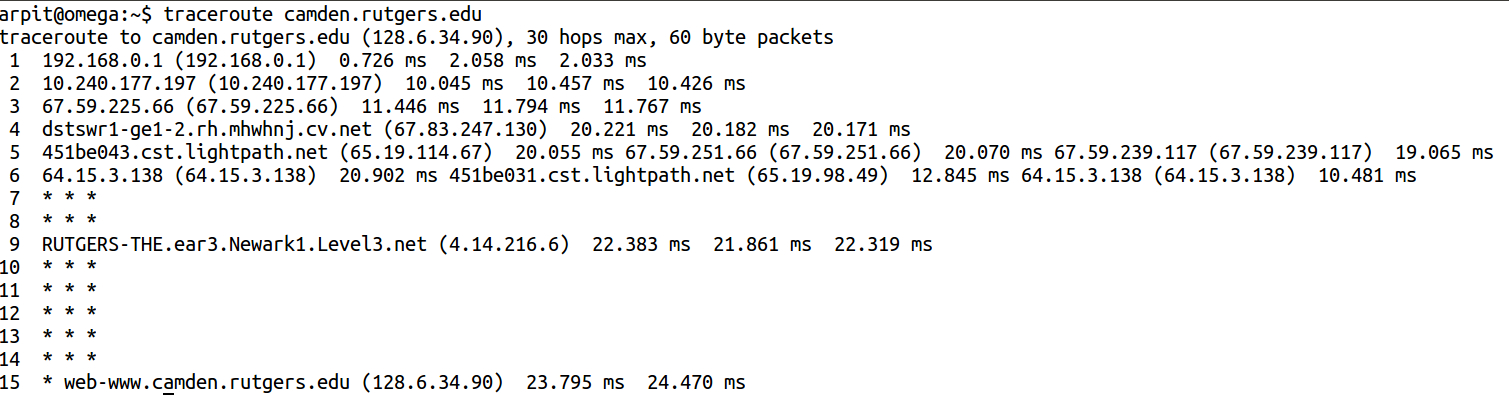 arpit@omega:~$ traceroute camden.rutgers.edu
traceroute to camden.rutgers.edu (128.6.34.90), 30 hops max, 60 byte packets
 1  192.168.0.1 (192.168.0.1)  0.726 ms  2.058 ms  2.033 ms
 2  10.240.177.197 (10.240.177.197)  10.045 ms  10.457 ms  10.426 ms
 3  67.59.225.66 (67.59.225.66)  11.446 ms  11.794 ms  11.767 ms
 4  dstswr1-ge1-2.rh.mhwhnj.cv.net (67.83.247.130)  20.221 ms  20.182 ms  20.171 ms
 5  451be043.cst.lightpath.net (65.19.114.67)  20.055 ms 67.59.251.66 (67.59.251.66)  20.070 ms 67.59.239.117 (67.59.239.117)  19.065 ms
 6  64.15.3.138 (64.15.3.138)  20.902 ms 451be031.cst.lightpath.net (65.19.98.49)  12.845 ms 64.15.3.138 (64.15.3.138)  10.481 ms
 7  * * *
 8  * * *
 9  RUTGERS-THE.ear3.Newark1.Level3.net (4.14.216.6)  22.383 ms  21.861 ms  22.319 ms
10  * * *
11  * * *
12  * * *
13  * * *
14  * * *
15  * web-www.camden.rutgers.edu (128.6.34.90)  23.795 ms  24.470 ms